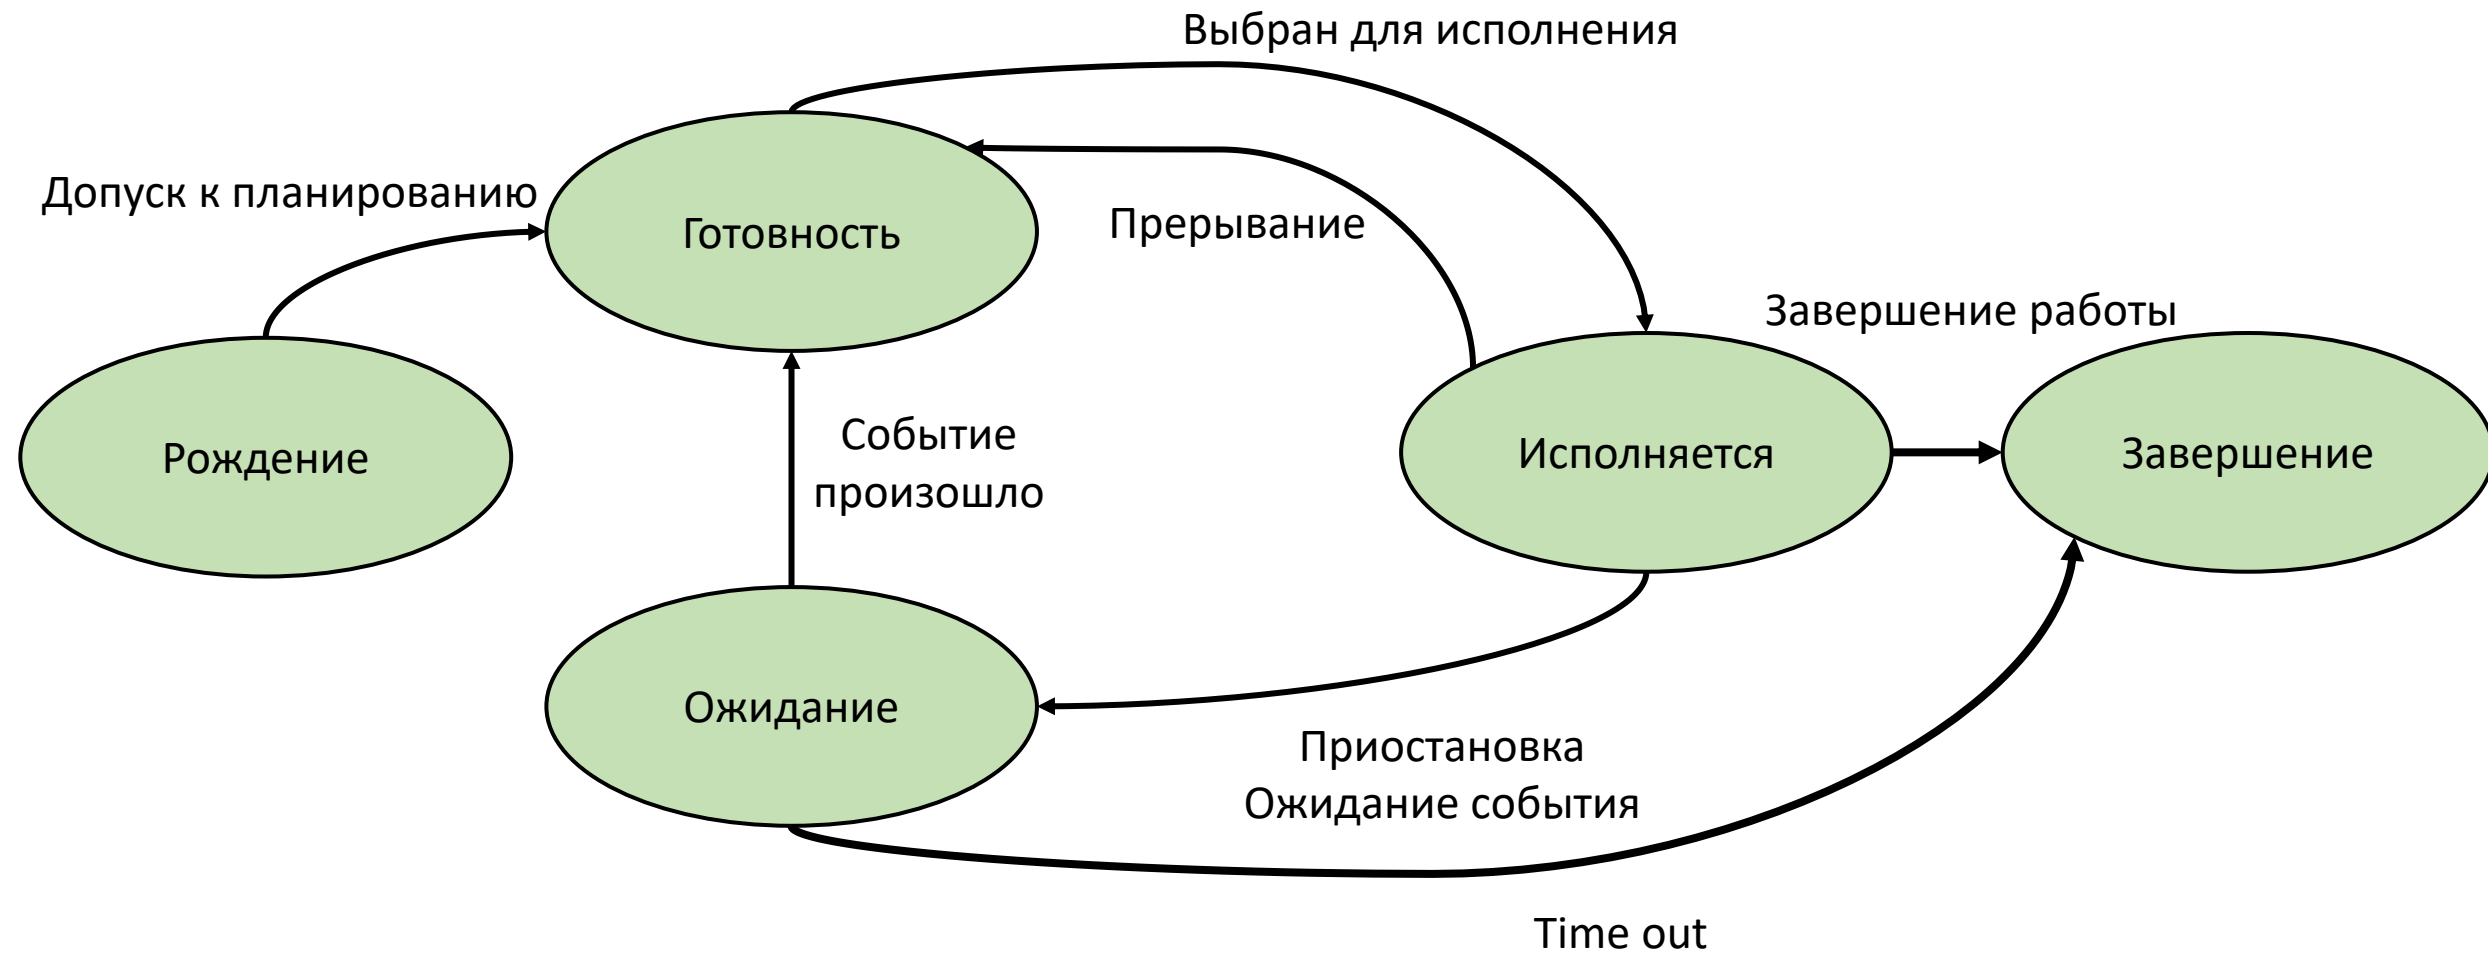 Выбран для исполнения
Допуск к планированию
Готовность
Прерывание
Завершение работы
Рождение
Событие
произошло
Исполняется
Завершение
Ожидание
Приостановка
Ожидание события
Time out